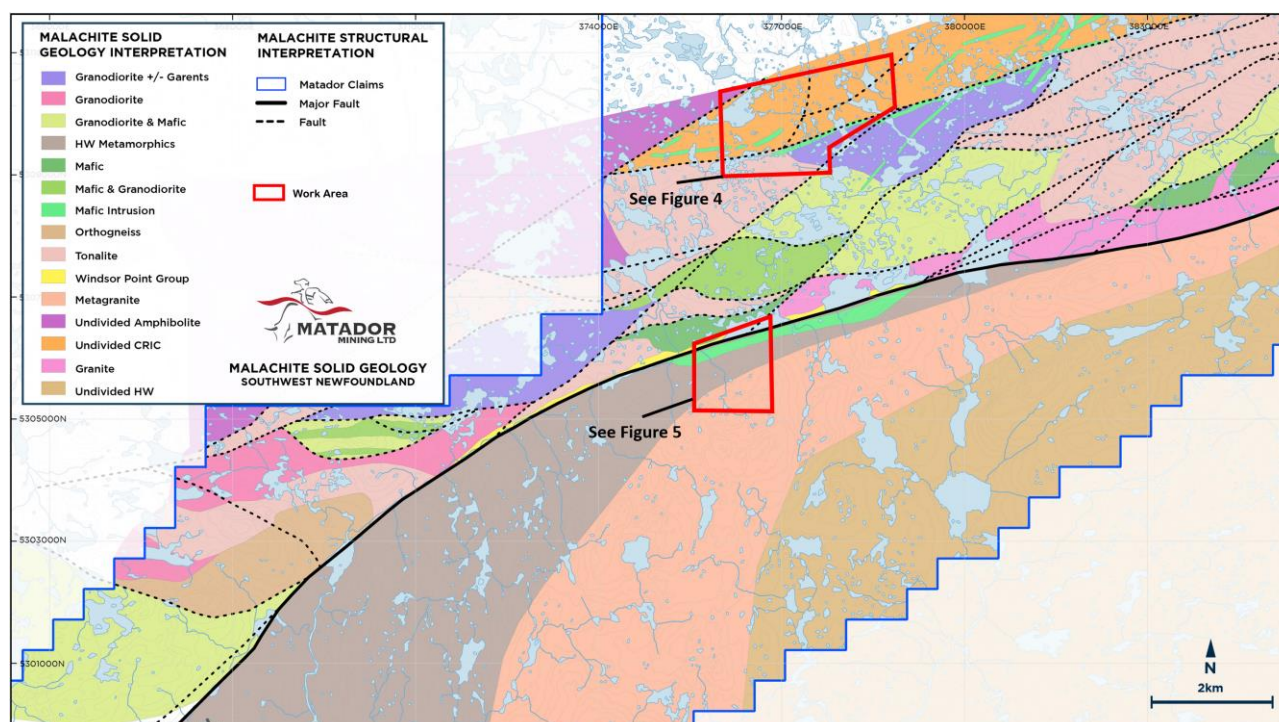 MALACHITE SOLID
GEOLOGY INTERPRETATION
Granodiorite +/- Garents
Granodiorite
Granodiorite & Mafic
HW Metamorphics
Mafic
Mafic & Granodiorite
Mafic Intrusion
Orthogneiss
Tonalite
Windsor Point Group
Metagranite
Undivided Amphibolite
Undivided CRIC
Granite
Undivided HW
MALACHITE STRUCTURAL
INTERPRETATION
Matador Claims
Major Fault
Fault
Work Area
MATADOR
MINING LTD
MALACHITE SOLID GEOLOGY
SOUTHWEST NEWFOUNDLAND
374000E
377000E
380000E
383000E
See Figure 4
See Figure 5
5305000N
5303000N
5301000N
N
2km